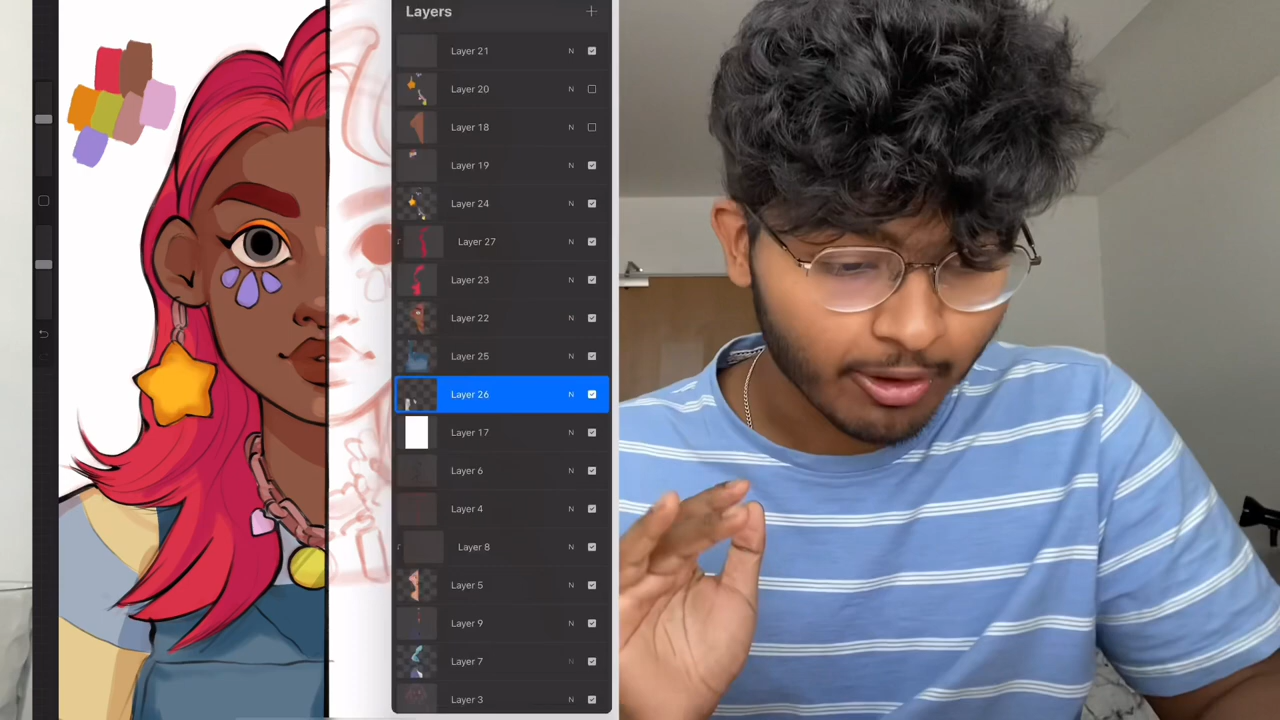 Layers
Layer 21 N
Layer 20 N
Layer 18 N
Layer 19 N
Layer 24 N
Layer 27 N
Layer 23 N
Layer 22 N
Layer 25 N
Layer 26 N
Layer 17 N
Layer 6 N
Layer 4 N
Layer 8 N
Layer 5 N
Layer 9 N
Layer 7 N
Layer 3 N